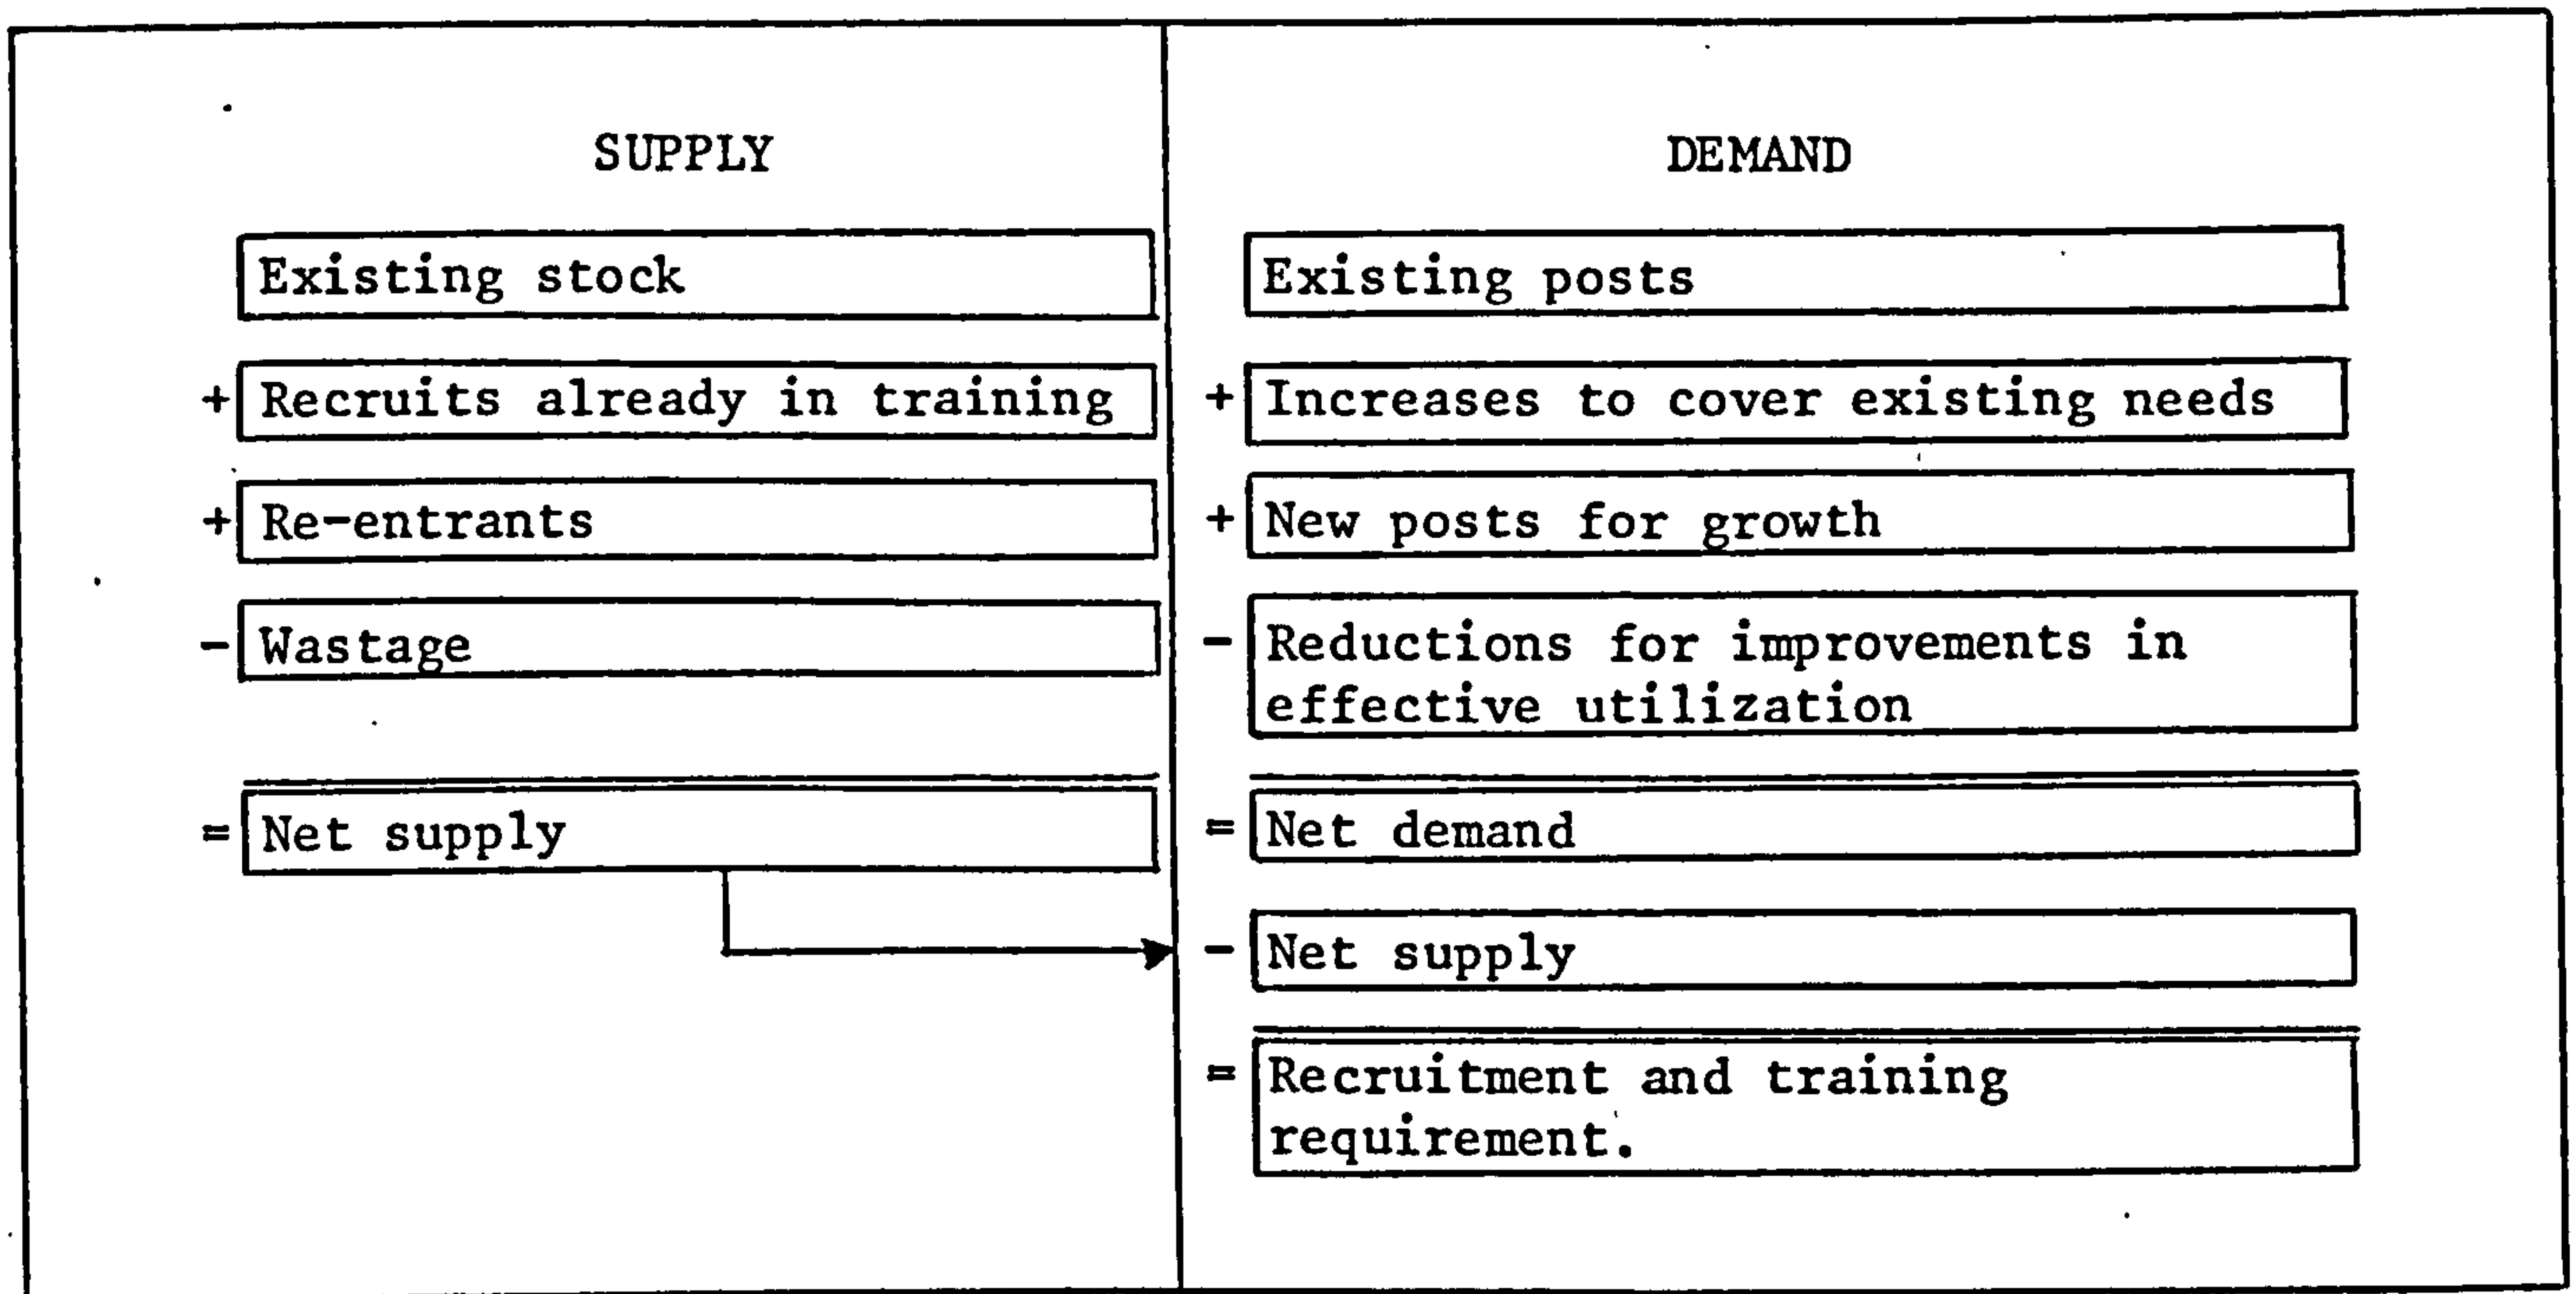 SUPPLY
Existing stock
+ Recruits already in training
+ Re-entrants
- Wastage
= Net supply
DEMAND
Existing posts
+ Increases to cover existing needs
+ New posts for growth
- Reductions for improvements in
effective utilization
= Net demand
- Net supply
= Recruitment and training
requirement.